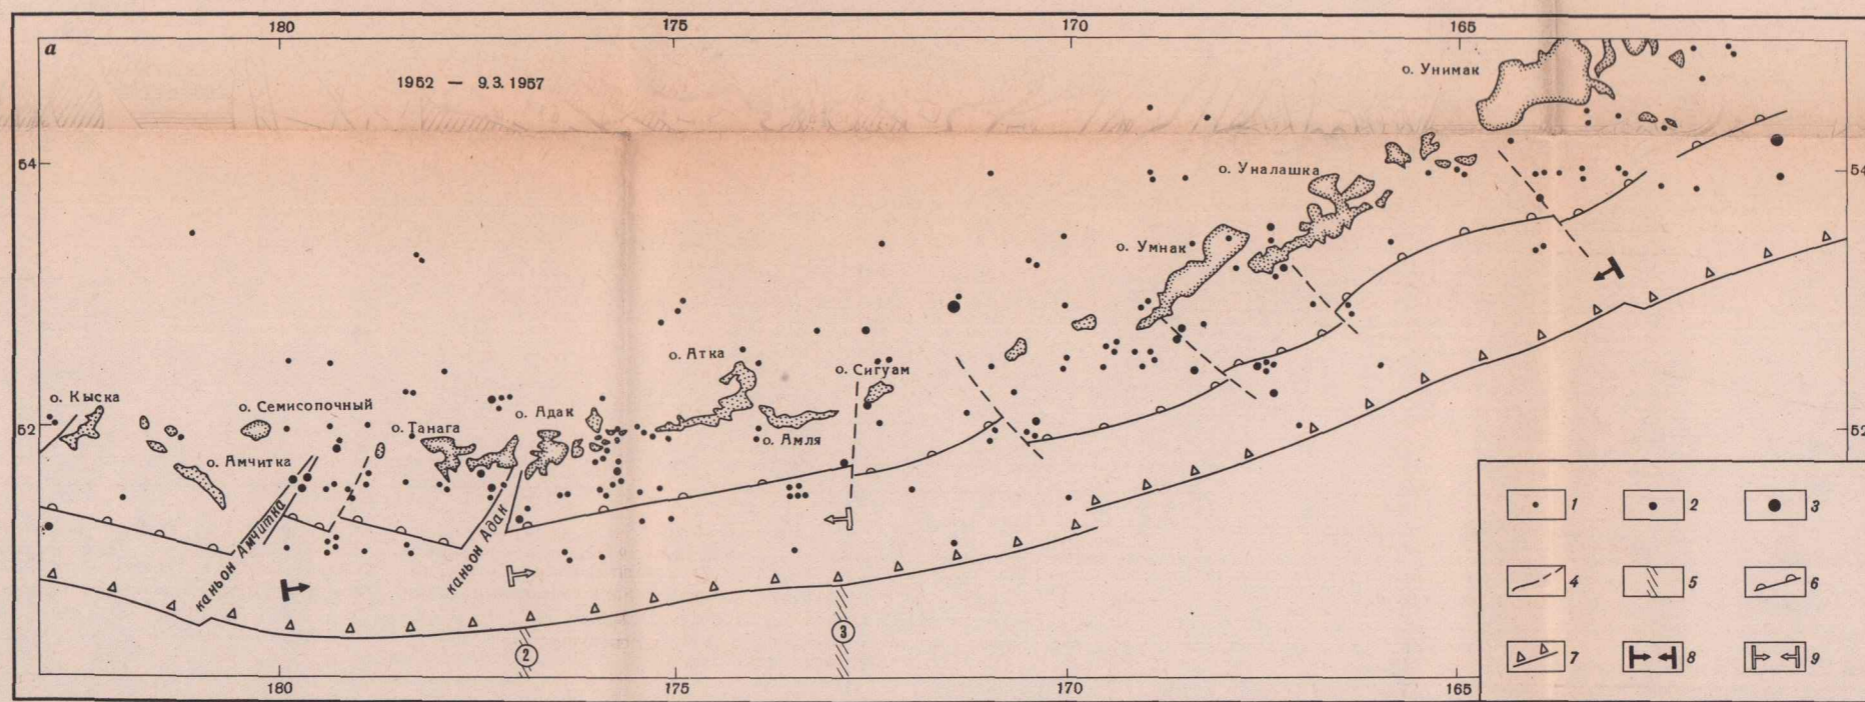 180 175 170 165
а
1952 — 9.3.1957
о. Унимак
54 54
о. Уналашка
о. Умнак
о. Атка
о. Сигуам
о. Кыска
о. Семисопочный
о. Адак
о. Танага
52 52
о. Амля
о. Амчитка
каньон Амчитка
каньон Адак
1 2 3
4 5 6
7 8 9
3
2
180 175 170 165